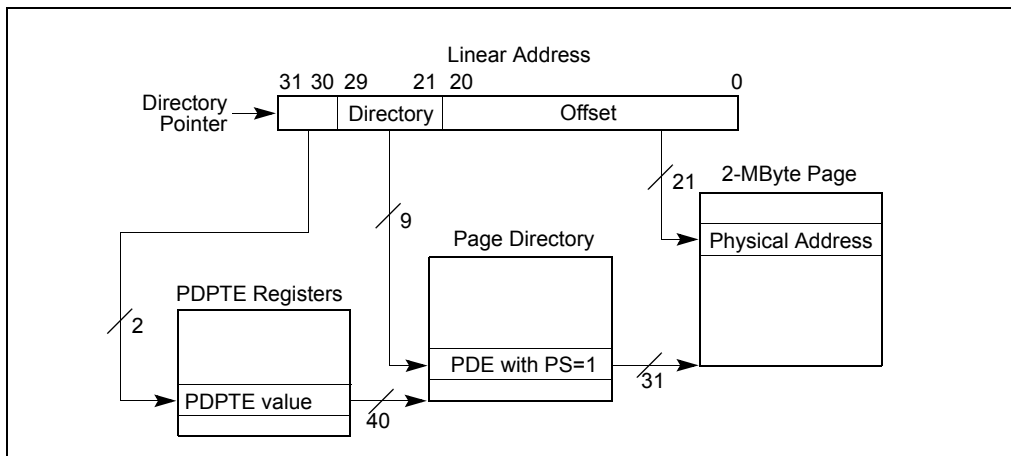 Linear Address
31 30 29 21 20 0
Directory Pointer
Directory
Offset
21
2-MByte Page
9
Page Directory
Physical Address
PDPTE Registers
2
PDE with PS=1
31
PDPTE value
40